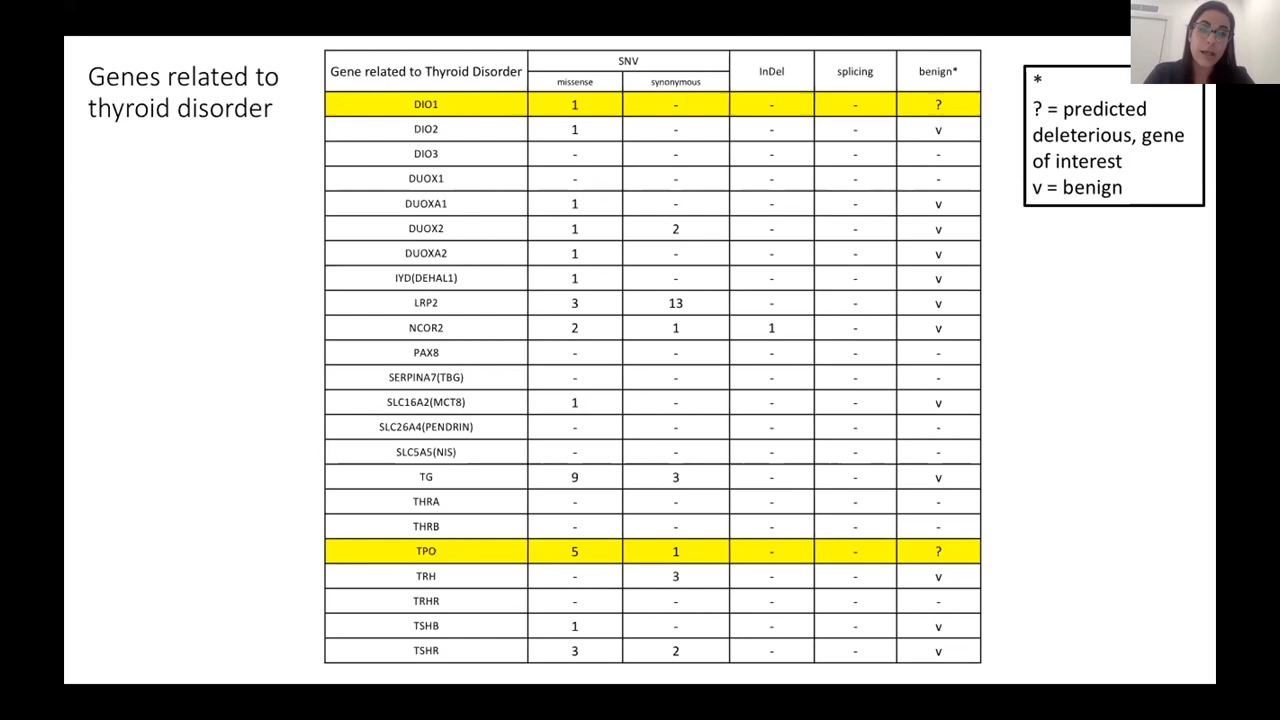 Genes related to
thyroid disorder
Gene related to Thyroid Disorder SNV InDel splicing benign*
missense synonymous
DIO1 1 - - - ?
DIO2 1 - - - v
DIO3 - - - - -
DUOX1 - - - - -
DUOXA1 1 - - - v
DUOX2 1 2 - - v
DUOXA2 1 - - - v
IYD(DEHAL1) 1 - - - v
LRP2 3 13 - - v
NCOR2 2 1 1 - v
PAX8 - - - - -
SERPINA7(TBG) - - - - -
SLC16A2(MCT8) 1 - - - v
SLC26A4(PENDRIN) - - - - -
SLC5A5(NIS) - - - - -
TG 9 3 - - v
THRA - - - - -
THRB - - - - -
TPO 5 1 - - ?
TRH - 3 - - v
TRHR - - - - -
TSHB 1 - - - v
TSHR 3 2 - - v
*
? = predicted
deleterious, gene
of interest
v = benign